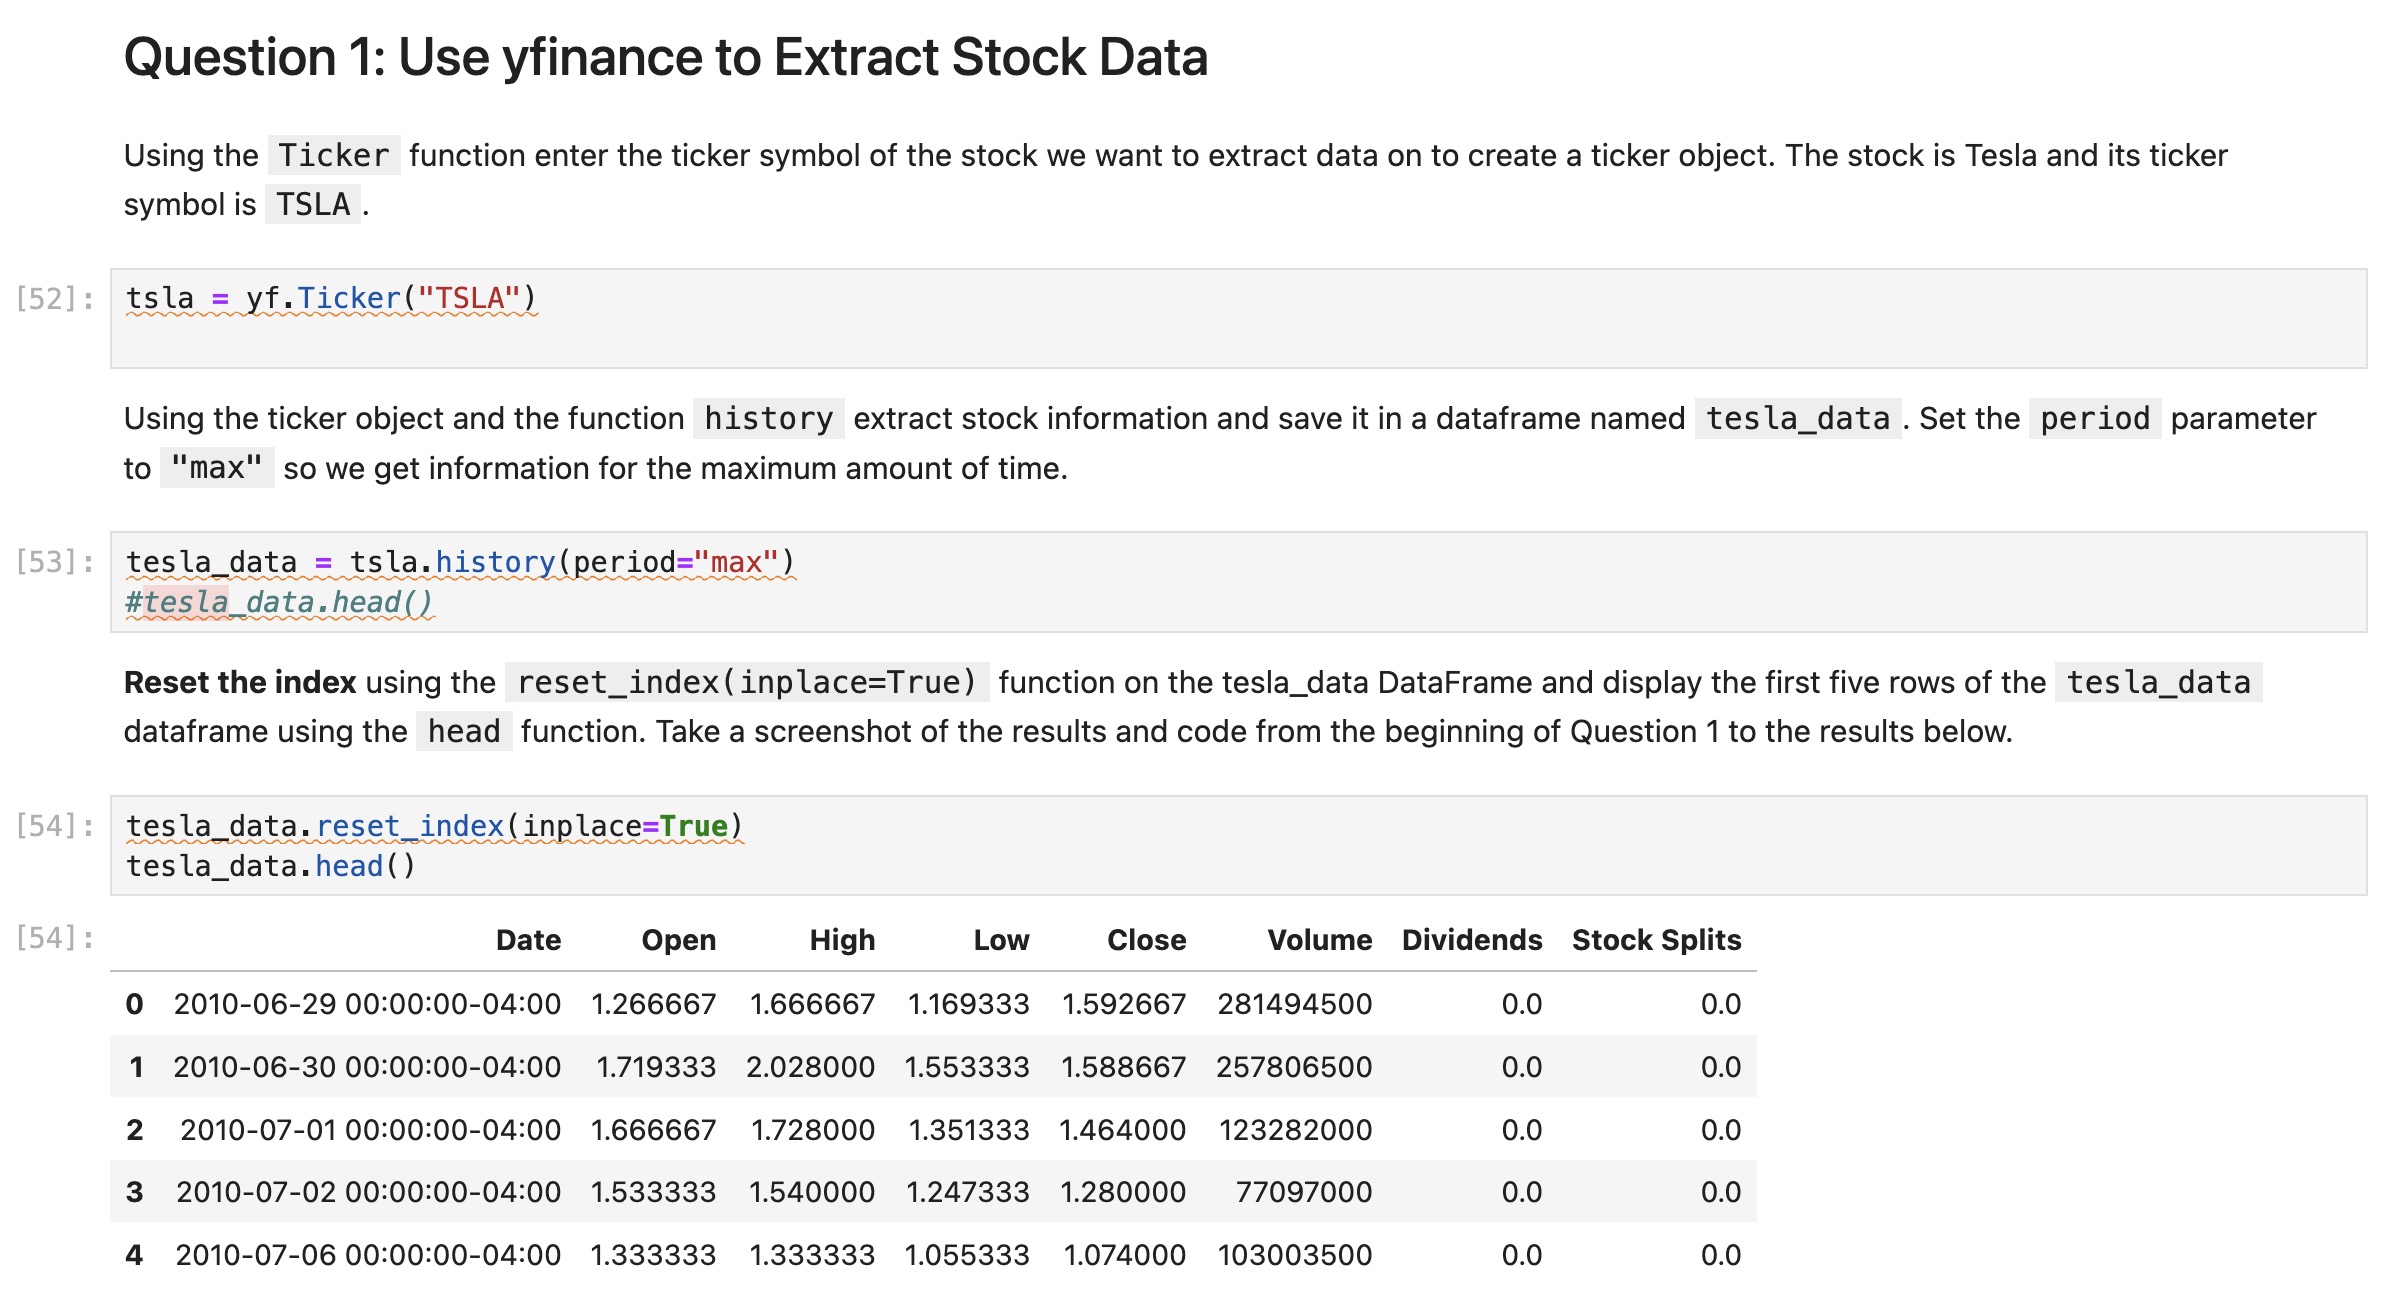 Question 1: Use yfinance to Extract Stock Data
Using the Ticker function enter the ticker symbol of the stock we want to extract data on to create a ticker object. The stock is Tesla and its ticker
symbol is TSLA .
[52]: tsla = yf.Ticker("TSLA")
Using the ticker object and the function history extract stock information and save it in a dataframe named tesla_data . Set the period parameter
to "max" so we get information for the maximum amount of time.
[53]: tesla_data = tsla.history(period="max")
#tesla_data.head()
Reset the index using the reset_index(inplace=True) function on the tesla_data DataFrame and display the first five rows of the tesla_data
dataframe using the head function. Take a screenshot of the results and code from the beginning of Question 1 to the results below.
[54]: tesla_data.reset_index(inplace=True)
tesla_data.head()
[54]: Date Open High Low Close Volume Dividends Stock Splits
0 2010-06-29 00:00:00-04:00 1.266667 1.666667 1.169333 1.592667 281494500 0.0 0.0
1 2010-06-30 00:00:00-04:00 1.719333 2.028000 1.553333 1.588667 257806500 0.0 0.0
2 2010-07-01 00:00:00-04:00 1.666667 1.728000 1.351333 1.464000 123282000 0.0 0.0
3 2010-07-02 00:00:00-04:00 1.533333 1.540000 1.247333 1.280000 77097000 0.0 0.0
4 2010-07-06 00:00:00-04:00 1.333333 1.333333 1.055333 1.074000 103003500 0.0 0.0